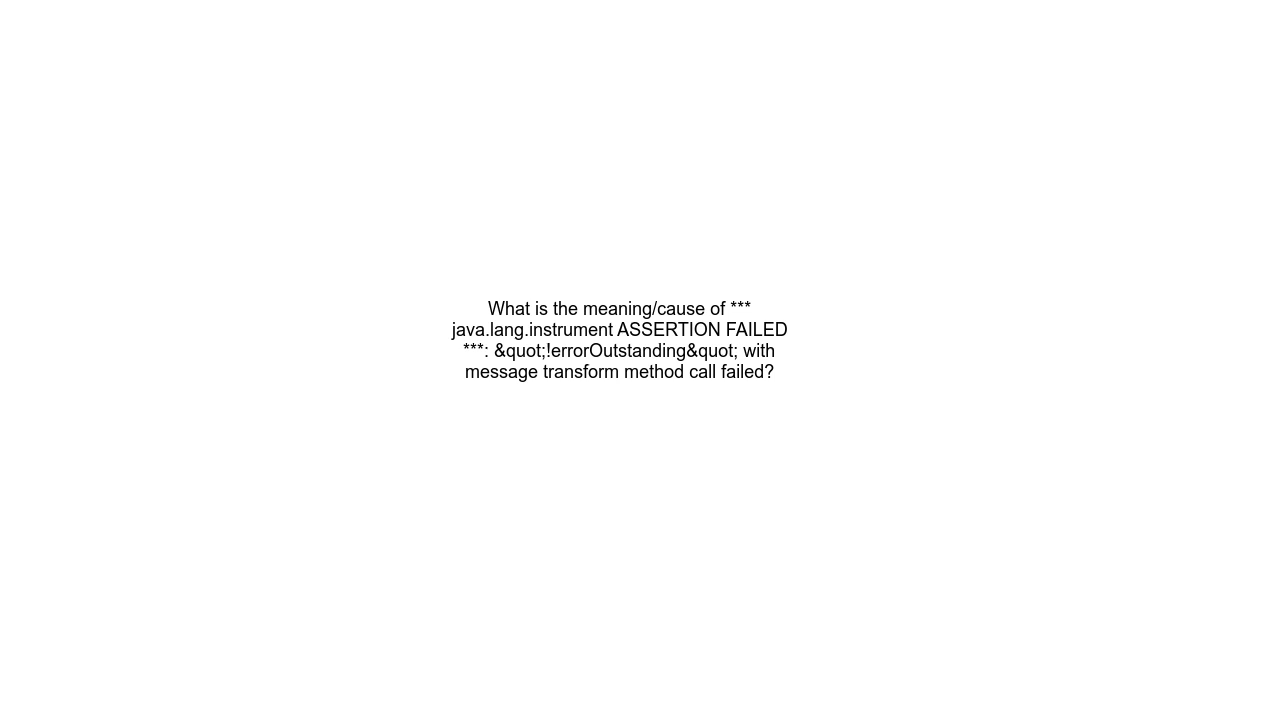 What is the meaning/cause of ***
java.lang.instrument ASSERTION FAILED
***: &quot;!errorOutstanding&quot; with
message transform method call failed?